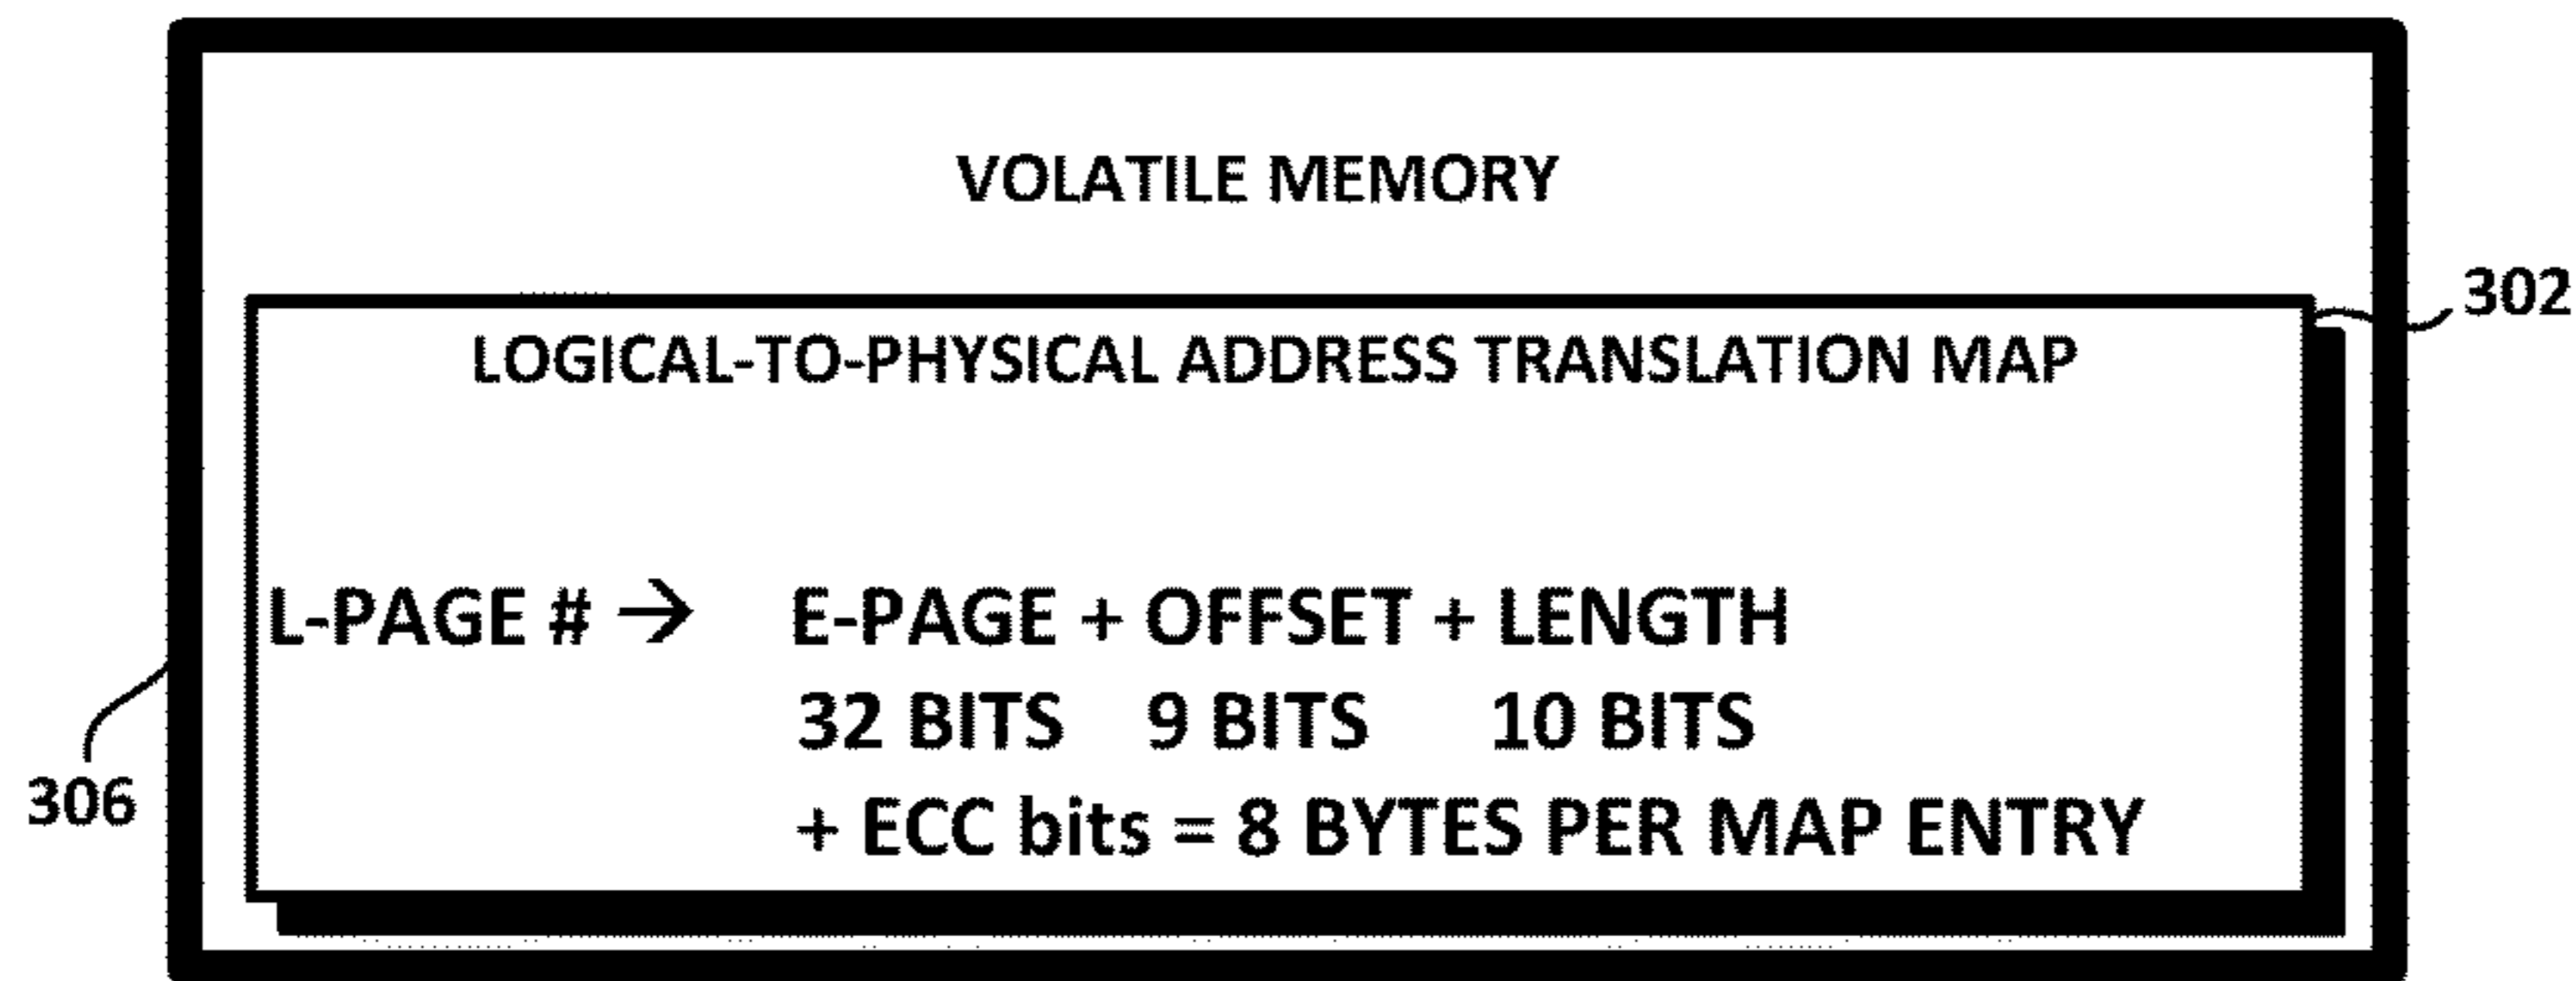 VOLATILE MEMORY
302
LOGICAL-TO-PHYSICAL ADDRESS TRANSLATION MAP
L-PAGE # → E-PAGE + OFFSET + LENGTH
32 BITS 9 BITS 10 BITS
306
+ ECC bits = 8 BYTES PER MAP ENTRY